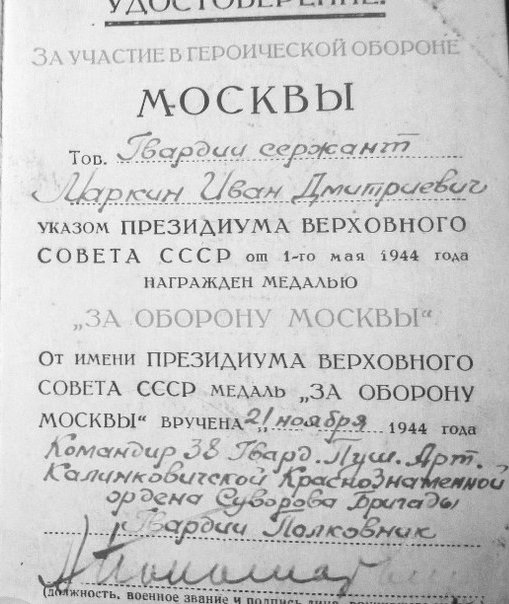 УДОСТОВЕРЕНИЕ.
ЗА УЧАСТИЕ В ГЕРОИЧЕСКОЙ ОБОРОНЕ
МОСКВЫ
Тов. Гвардии сержант
Маркин Иван Дмитриевич
УКАЗОМ ПРЕЗИДИУМА ВЕРХОВНОГО
СОВЕТА СССР от 1-го мая 1944 года
НАГРАЖДЕН МЕДАЛЬЮ
„ЗА ОБОРОНУ МОСКВЫ“
ОТ ИМЕНИ ПРЕЗИДИУМА ВЕРХОВНОГО
СОВЕТА СССР МЕДАЛЬ „ЗА ОБОРОНУ
МОСКВЫ“ ВРУЧЕНА „21 ноября 1944 года
Командир 38 Гвард. Пуш. Арт.
Калинковичской Краснознаменной
ордена Суворова Бригады
Гвардии Полковник
(должность, военное звание и подпись лица,